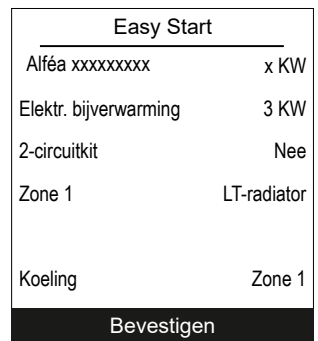 Easy Start
Alféa xxxxxxxxx x KW
Elektr. bijverwarming 3 KW
2-circuitkit Nee
Zone 1 LT-radiator
Koeling Zone 1
Bevestigen